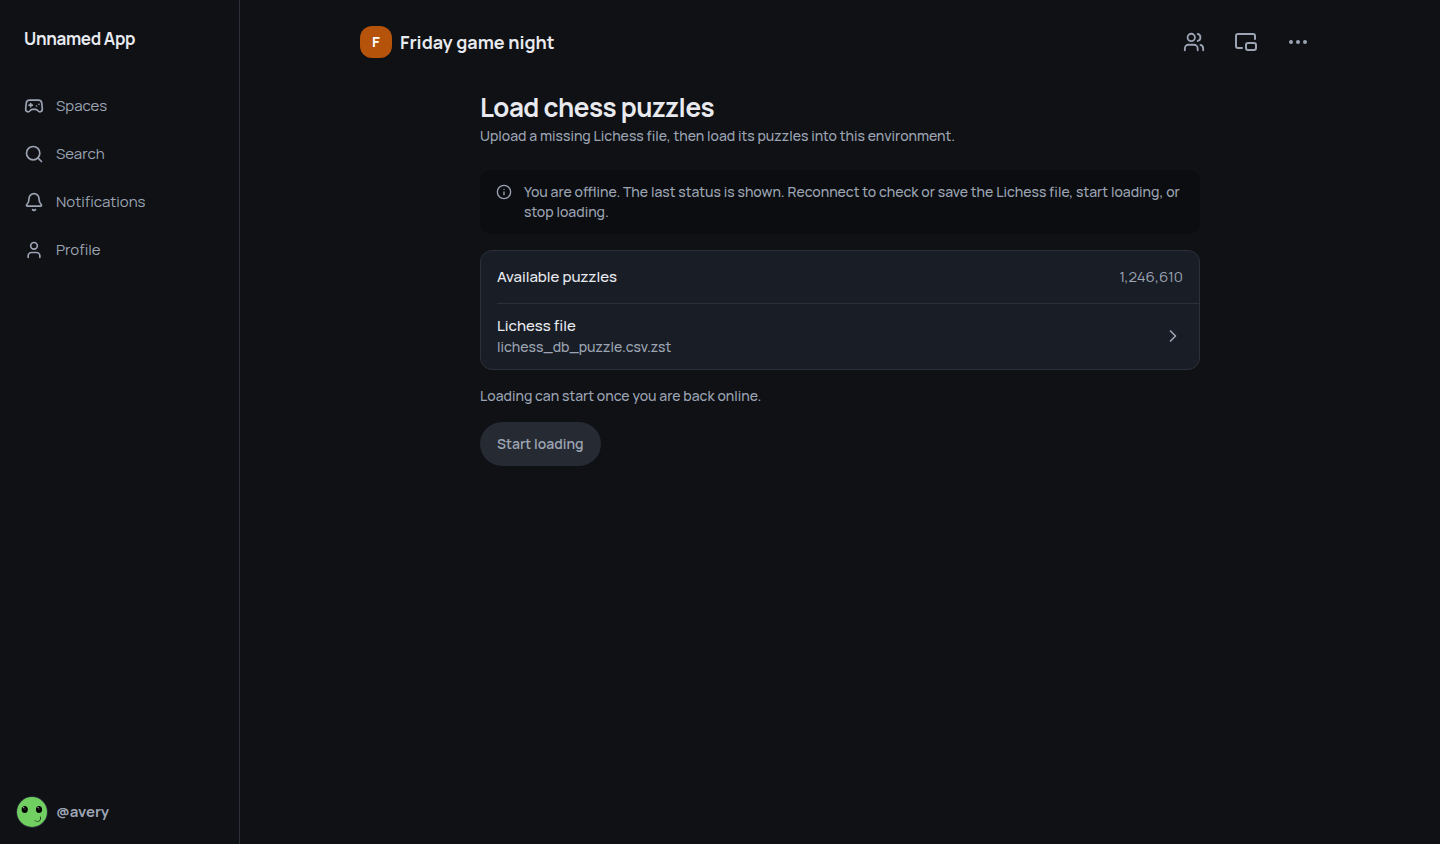 Unnamed App
Spaces
Search
Notifications
Profile
@avery
F
Friday game night
Load chess puzzles
Upload a missing Lichess file, then load its puzzles into this environment.
You are offline. The last status is shown. Reconnect to check or save the Lichess file, start loading, or
stop loading.
Available puzzles
1,246,610
Lichess file
lichess_db_puzzle.csv.zst
Loading can start once you are back online.
Start loading